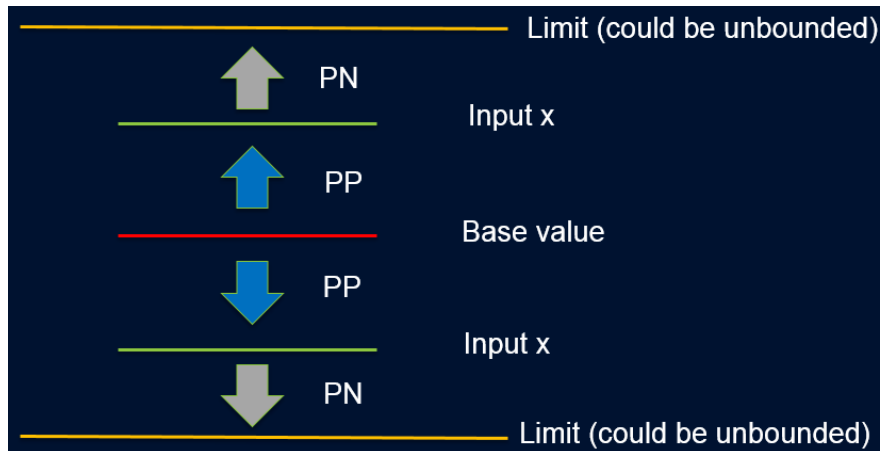 Limit (could be unbounded)
PN
Input x
PP
Base value
PP
Input x
PN
Limit (could be unbounded)